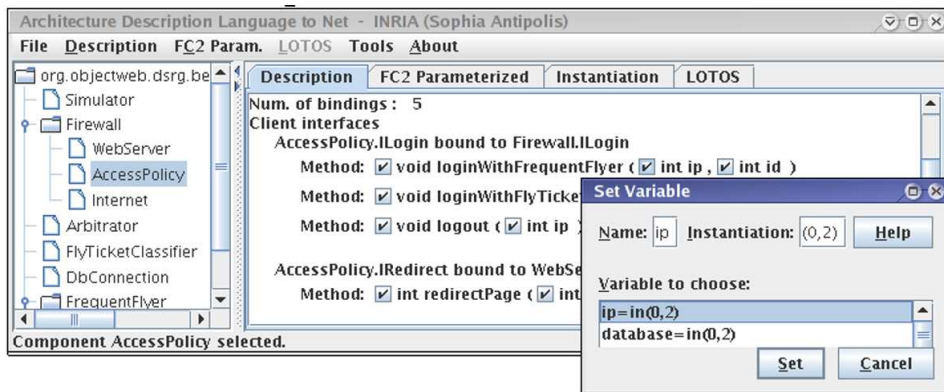 Architecture Description Language to Net - INRIA (Sophia Antipolis)
File Description FC2 Param. LOTOS Tools About
org.objectweb.dsrg.be
Simulator
Firewall
WebServer
AccessPolicy
Internet
Arbitrator
FlyTicketClassifier
DbConnection
FrequentFlyer
Description FC2 Parameterized Instantiation LOTOS
Num. of bindings : 5
Client interfaces
AccessPolicy.ILogin bound to Firewall.ILogin
Method: void loginWithFrequentFlyer ( int ip , int id )
Method: void loginWithFlyTicke
Method: void logout ( int ip )
AccessPolicy.IRedirect bound to WebSe
Method: int redirectPage ( int
Component AccessPolicy selected.
Set Variable
Name: ip Instantiation: (0,2) Help
Variable to choose:
ip=in(0,2)
database=in(0,2)
Set Cancel